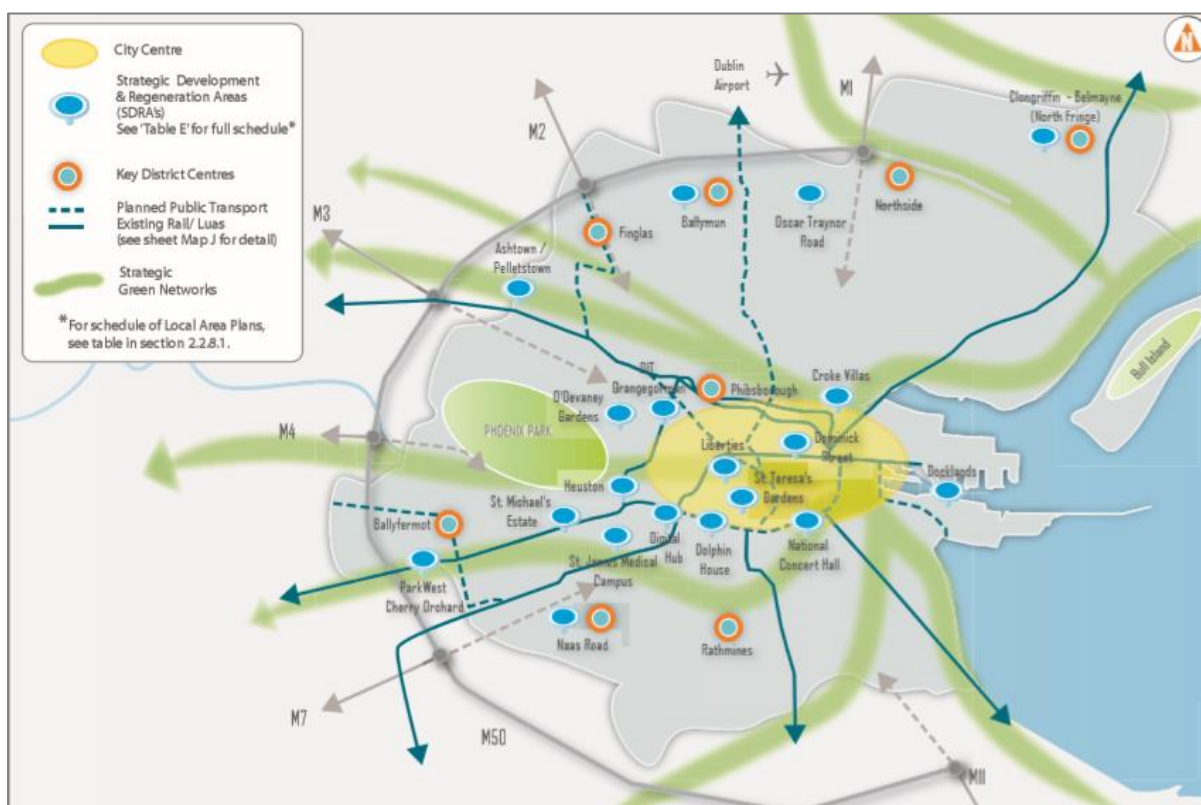 City Centre
Strategic Development
& Regeneration Areas
(SDRA's)
See 'Table E' for full schedule*
Key District Centres
Planned Public Transport
Existing Rail/ Luas
(see sheet Map J for detail)
Strategic
Green Networks
*For schedule of Local Area Plans,
see table in section 2.2.8.1.
N
Dublin
Airport
M1
Clongriffin - Belmayne
(North Fringe)
M2
M3
Finglas
Ballymun
Oscar Traynor
Road
Northside
Ashtown /
Pelletstown
Bull Island
DIT
Grangegorman
Phibsborough
Croke Villas
O'Devaney
Gardens
PHOENIX PARK
M4
Liberties
Dominick
Street
Heuston
St. Teresa's
Gardens
Docklands
St. Michael's
Estate
Ballyfermot
Digital
Hub
Dolphin
House
National
Concert Hall
St. James Medical
Campus
ParkWest
Cherry Orchard
Naas Road
Rathmines
M7
M50
M11